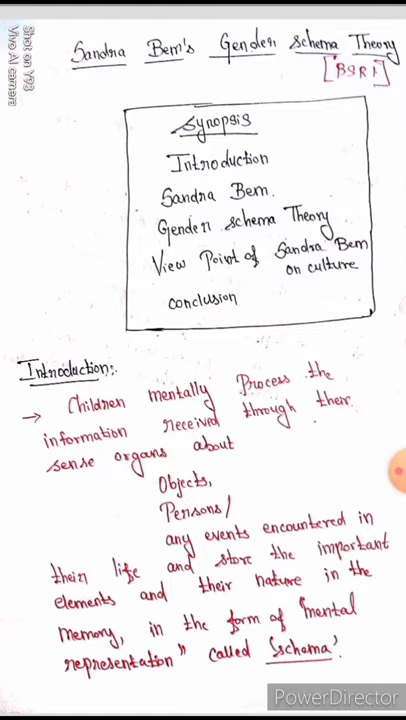 Sandra Bem's Gender schema Theory
[BSRI]
Synopsis
Introduction
Sandra Bem.
Gender schema Theory
View Point of Sandra Bem
on culture
conclusion
Introduction:-
→ Children mentally Process the
information received through their
sense organs about
Objects,
Persons/
any events encountered in
their life and store the important
elements and their nature in the
memory, in the form of "mental
representation" called 'schema'.
Shot on Y93
Vivo AI camera
PowerDirector